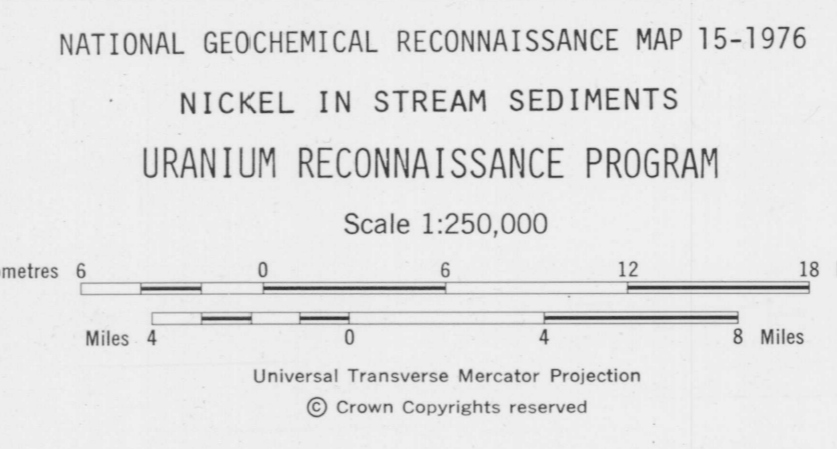 NATIONAL GEOCHEMICAL RECONNAISSANCE MAP 15-1976
NICKEL IN STREAM SEDIMENTS
URANIUM RECONNAISSANCE PROGRAM
Scale 1:250,000
ometres 6 0 6 12 18
Miles 4 0 4 8 Miles
Universal Transverse Mercator Projection
© Crown Copyrights reserved